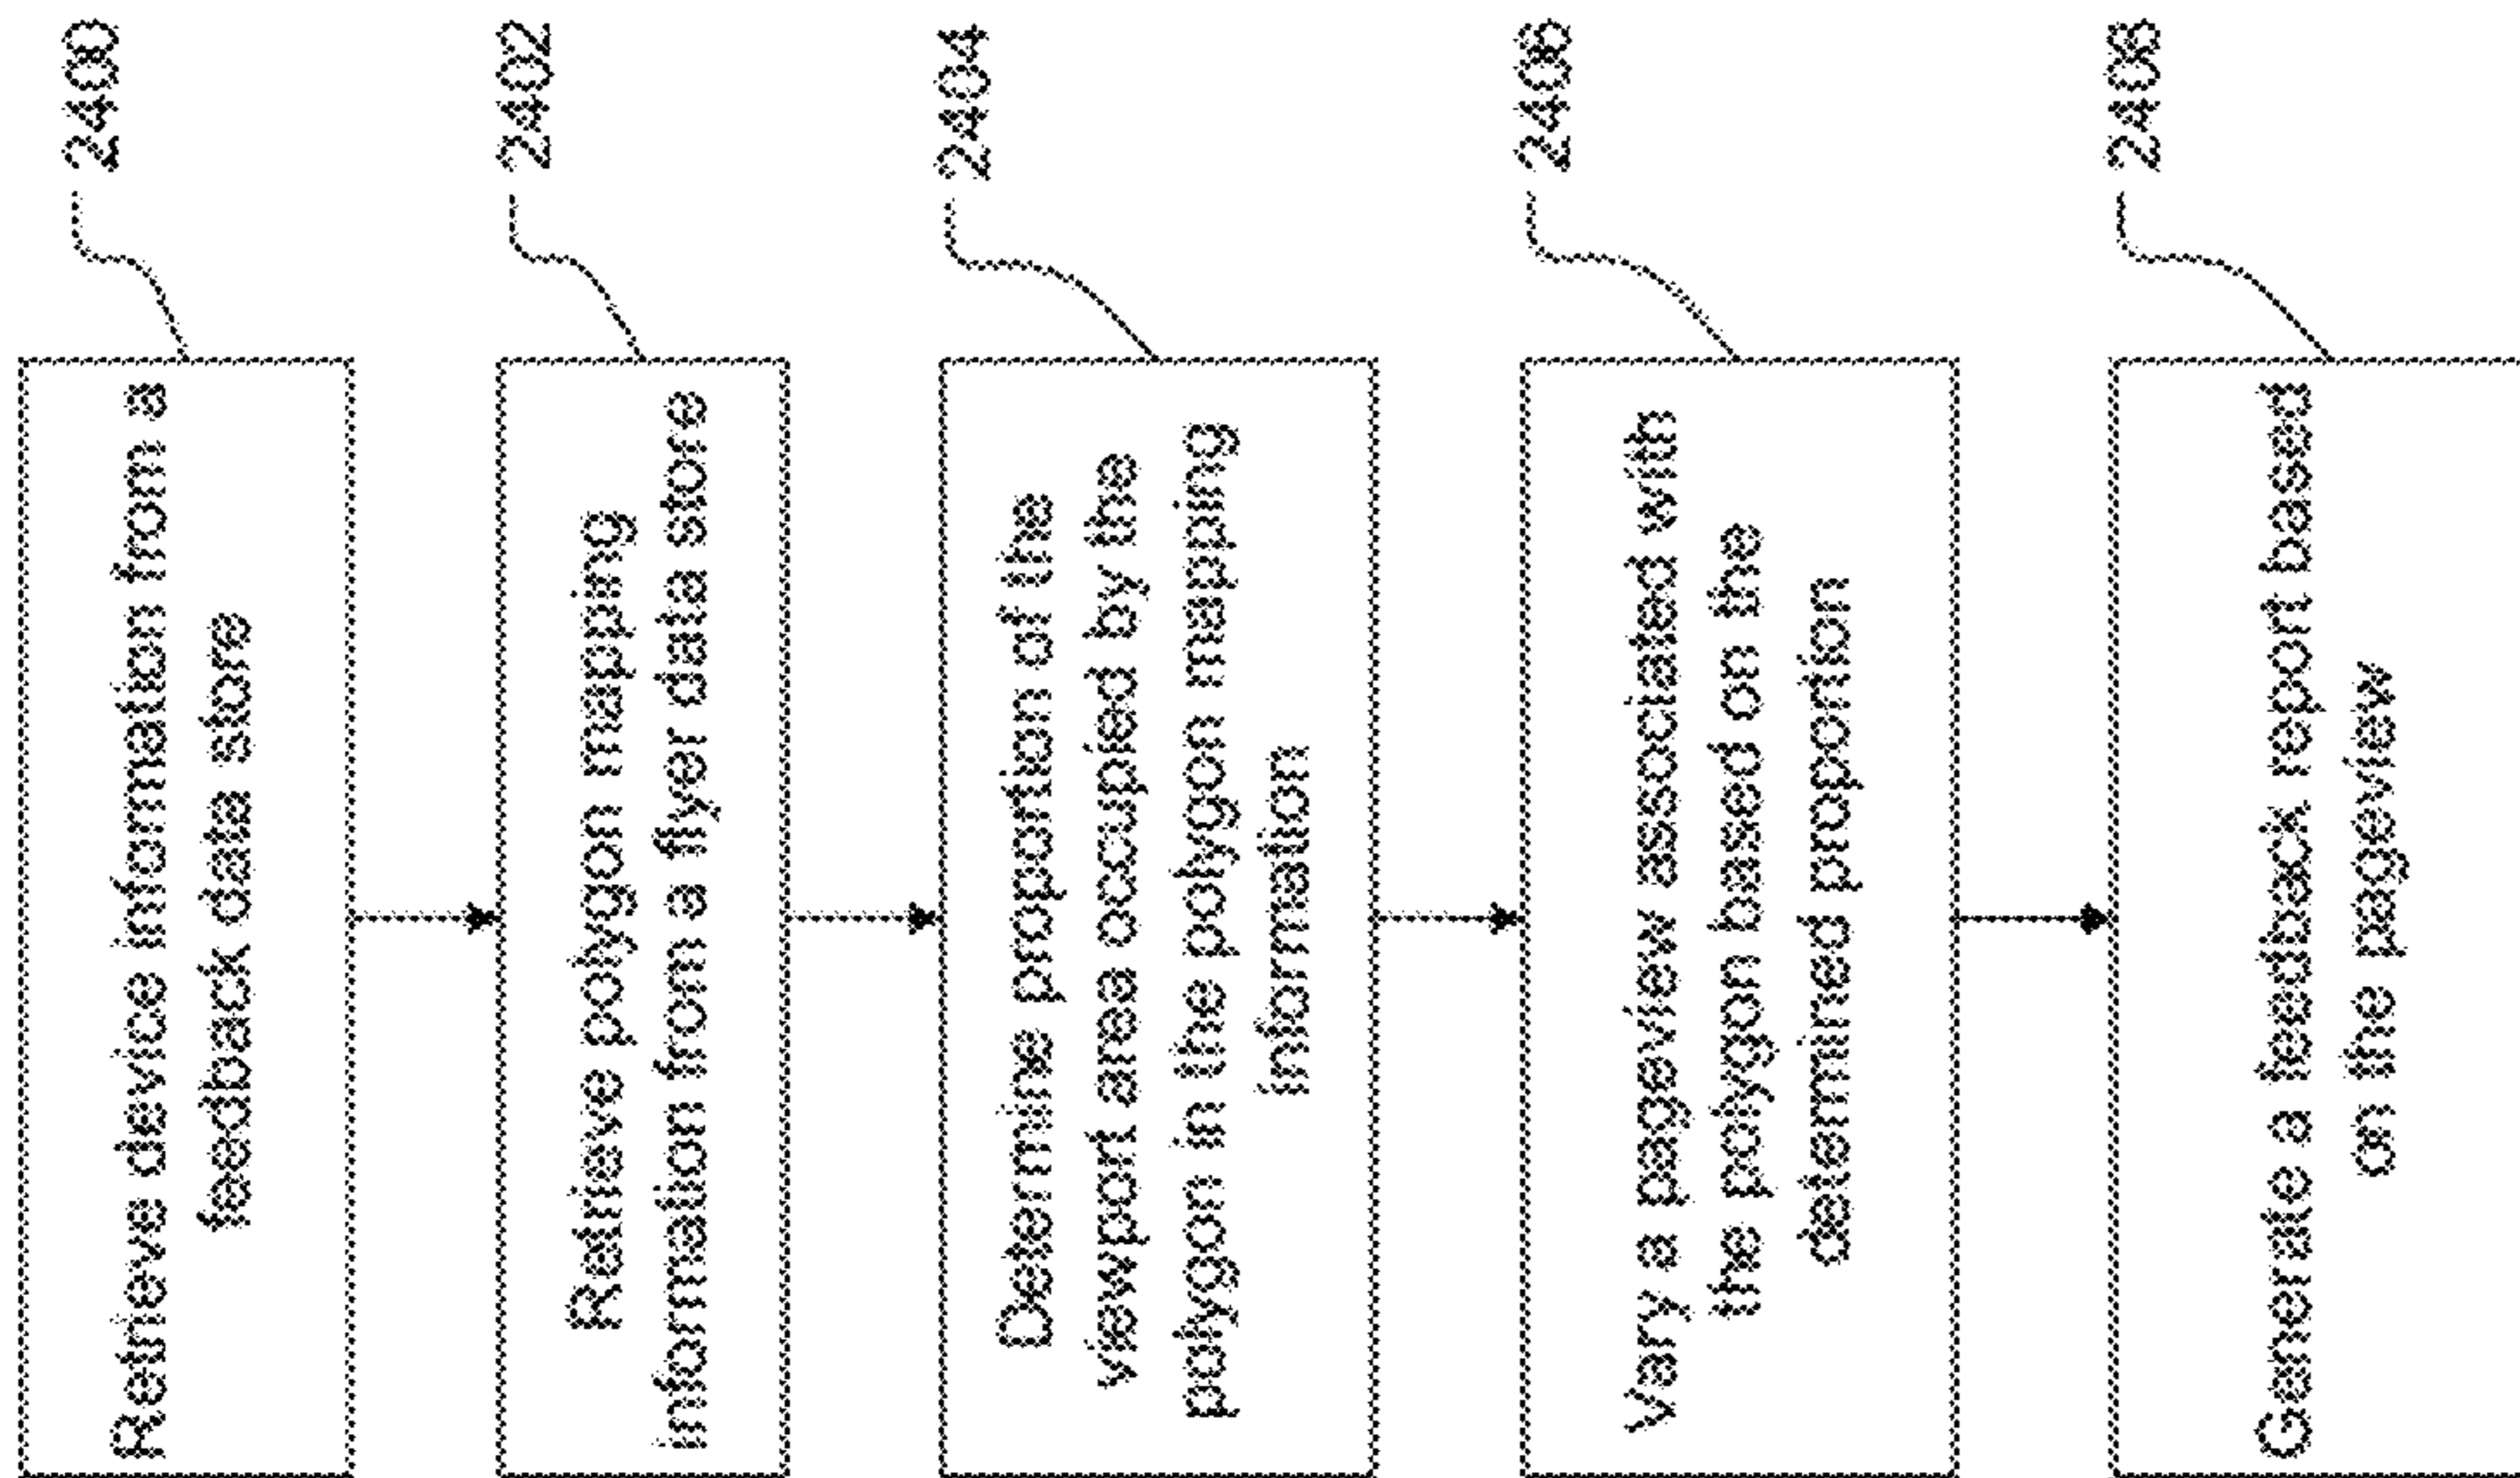 2400
Retrieve device information from a
feedback data store
2402
Retrieve polygon mapping
information from a flyer data store
2404
Determine proportion of the
viewport area occupied by the
polygon in the polygon mapping
information
2406
Vary a pageview associated with
the polygon based on the
determined proportion
2408
Generate a feedback report based
on the pageview